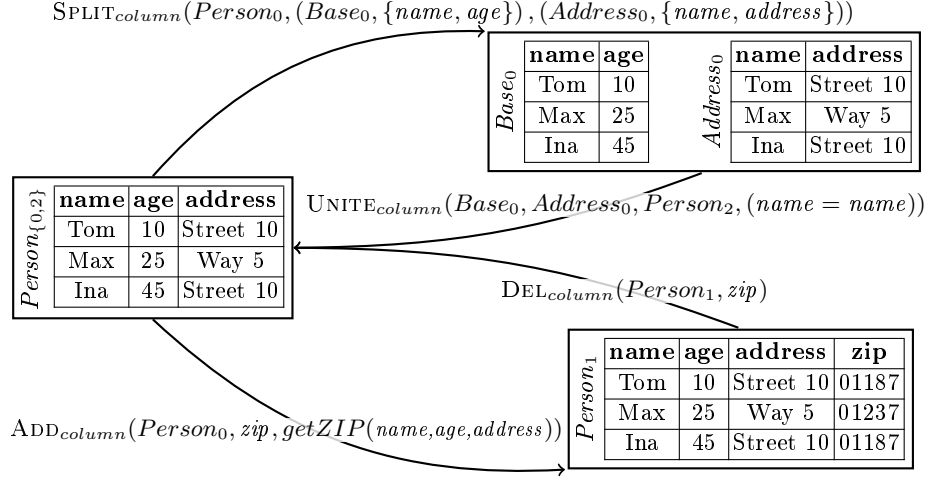 SPLIT_column(Person_0, (Base_0, {name, age}), (Address_0, {name, address}))
Base_0
name age
Tom 10
Max 25
Ina 45
Address_0
name address
Tom Street 10
Max Way 5
Ina Street 10
Person_{0,2}
name age address
Tom 10 Street 10
Max 25 Way 5
Ina 45 Street 10
UNITE_column(Base_0, Address_0, Person_2, (name = name))
DEL_column(Person_1, zip)
Person_1
name age address zip
Tom 10 Street 10 01187
Max 25 Way 5 01237
Ina 45 Street 10 01187
ADD_column(Person_0, zip, getZIP(name,age,address))